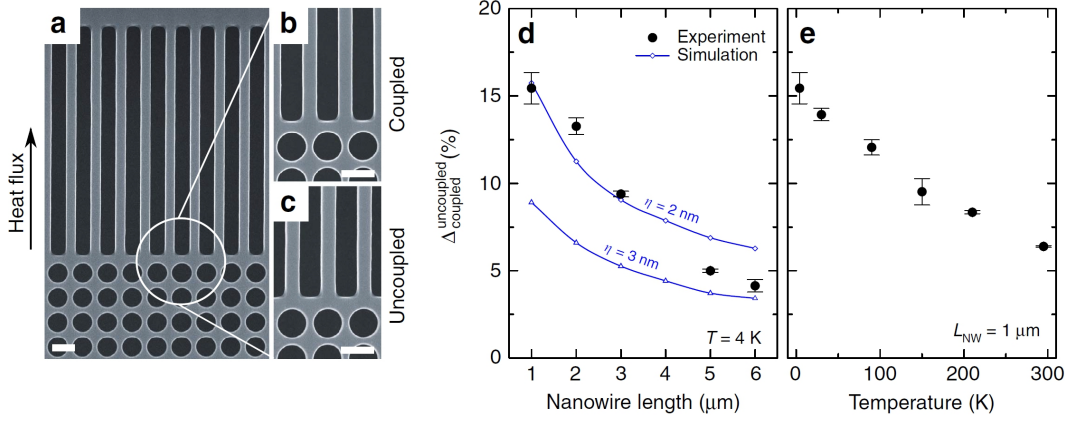 a
b
c
Heat flux
Coupled
Uncoupled
d
Experiment
Simulation
η = 2 nm
η = 3 nm
T = 4 K
20
15
10
5
0
Δ uncoupled coupled (%)
1 2 3 4 5 6
Nanowire length (μm)
e
L NW = 1 μm
0 100 200 300
Temperature (K)